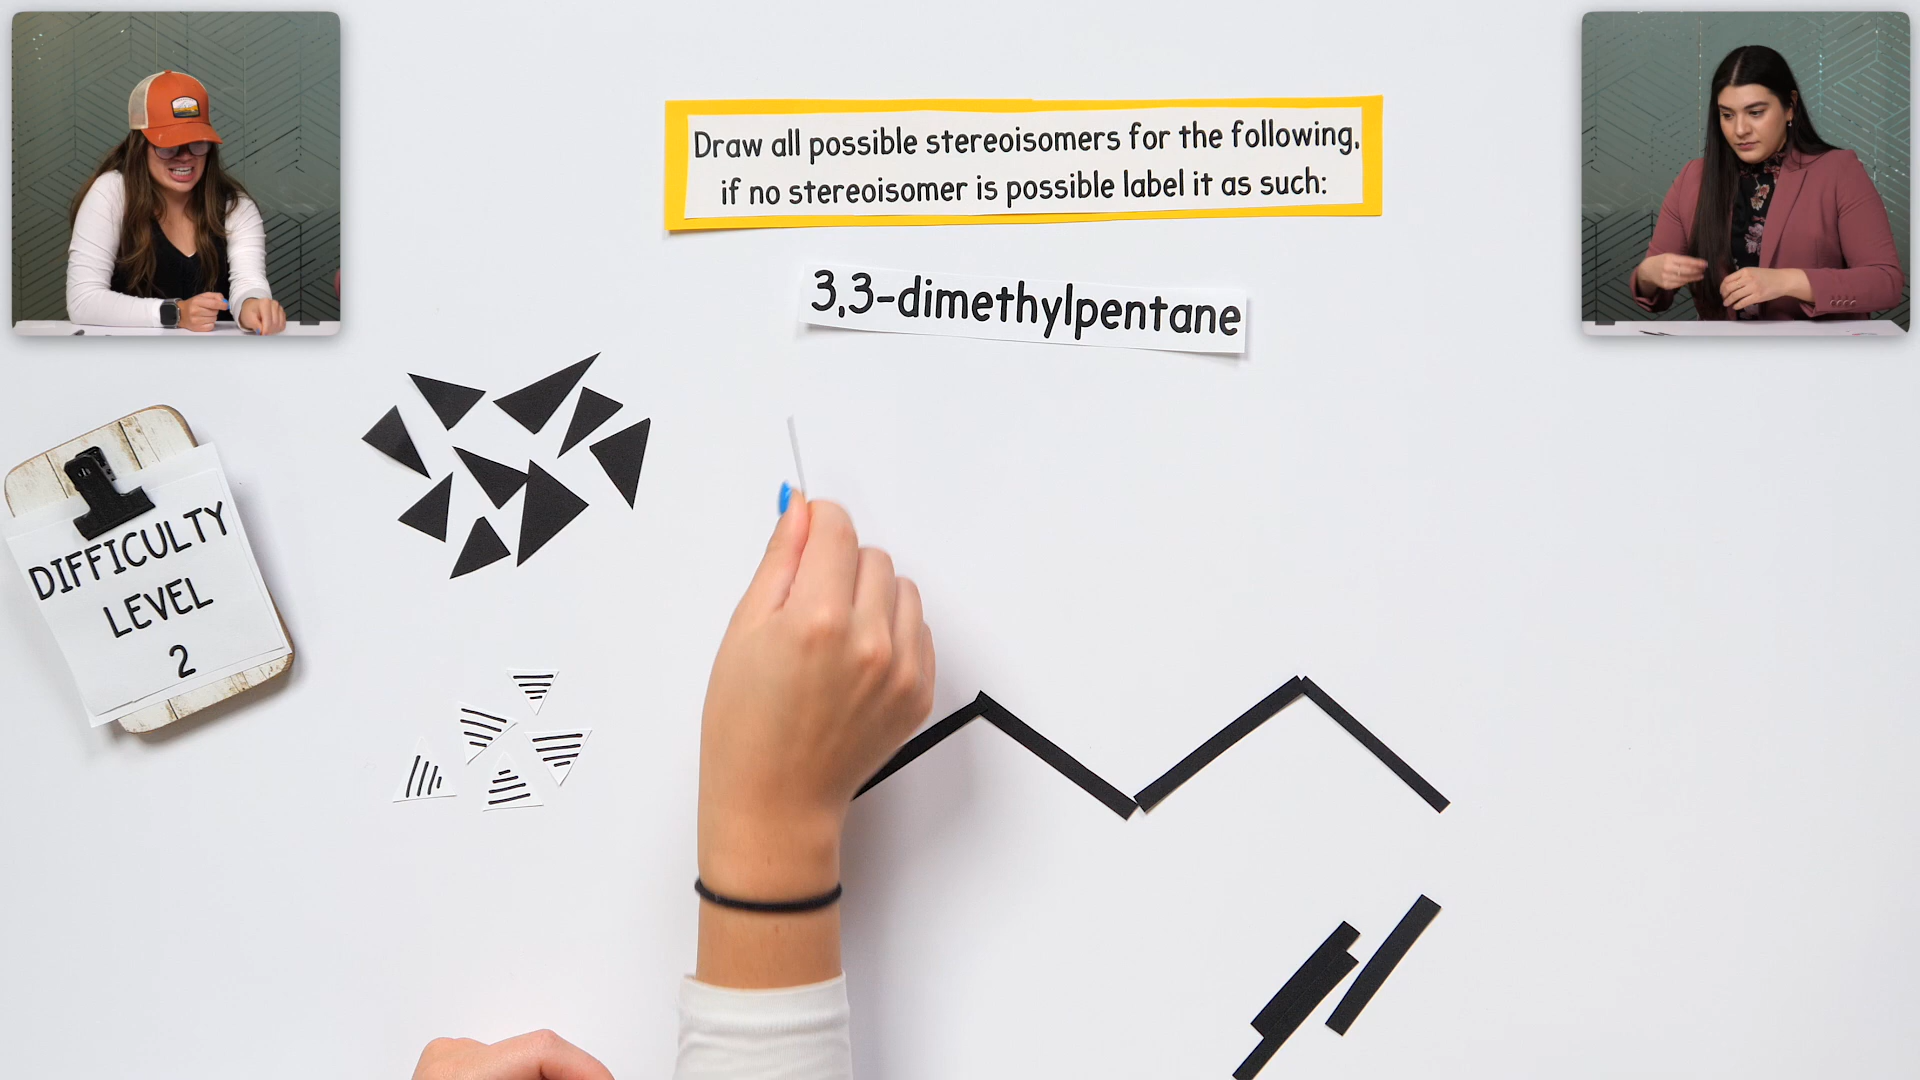 Draw all possible stereoisomers for the following,
if no stereoisomer is possible label it as such:
3,3-dimethylpentane
DIFFICULTY
LEVEL
2